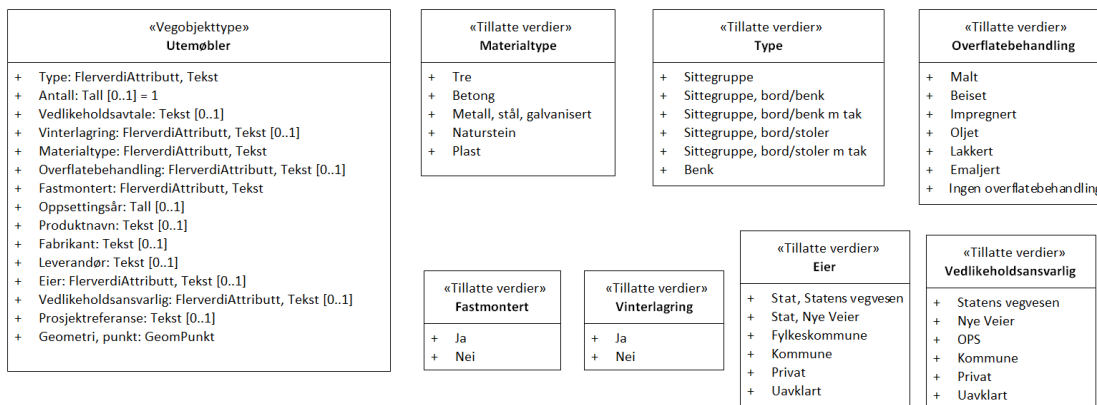 «Vegobjekttype»
Utemøbler
+ Type: FlerverdiAttributt, Tekst
+ Antall: Tall [0..1] = 1
+ Vedlikeholdsavtale: Tekst [0..1]
+ Vinterlagring: FlerverdiAttributt, Tekst [0..1]
+ Materialtype: FlerverdiAttributt, Tekst
+ Overflatebehandling: FlerverdiAttributt, Tekst [0..1]
+ Fastmontert: FlerverdiAttributt, Tekst
+ Oppsettingsår: Tall [0..1]
+ Produktnavn: Tekst [0..1]
+ Fabrikant: Tekst [0..1]
+ Leverandør: Tekst [0..1]
+ Eier: FlerverdiAttributt, Tekst [0..1]
+ Vedlikeholdsansvarlig: FlerverdiAttributt, Tekst [0..1]
+ Prosjektreferanse: Tekst [0..1]
+ Geometri, punkt: GeomPunkt
«Tillatte verdier»
Materialtype
+ Tre
+ Betong
+ Metall, stål, galvanisert
+ Naturstein
+ Plast
«Tillatte verdier»
Type
+ Sittegruppe
+ Sittegruppe, bord/benk
+ Sittegruppe, bord/benk m tak
+ Sittegruppe, bord/stoler
+ Sittegruppe, bord/stoler m tak
+ Benk
«Tillatte verdier»
Overflatebehandling
+ Malt
+ Beiset
+ Impregnert
+ Oljet
+ Lakkert
+ Emaljert
+ Ingen overflatebehandling
«Tillatte verdier»
Fastmontert
+ Ja
+ Nei
«Tillatte verdier»
Vinterlagring
+ Ja
+ Nei
«Tillatte verdier»
Eier
+ Stat, Statens vegvesen
+ Stat, Nye Veier
+ Fylkeskommune
+ Kommune
+ Privat
+ Uavklart
«Tillatte verdier»
Vedlikeholdsansvarlig
+ Statens vegvesen
+ Nye Veier
+ OPS
+ Kommune
+ Privat
+ Uavklart